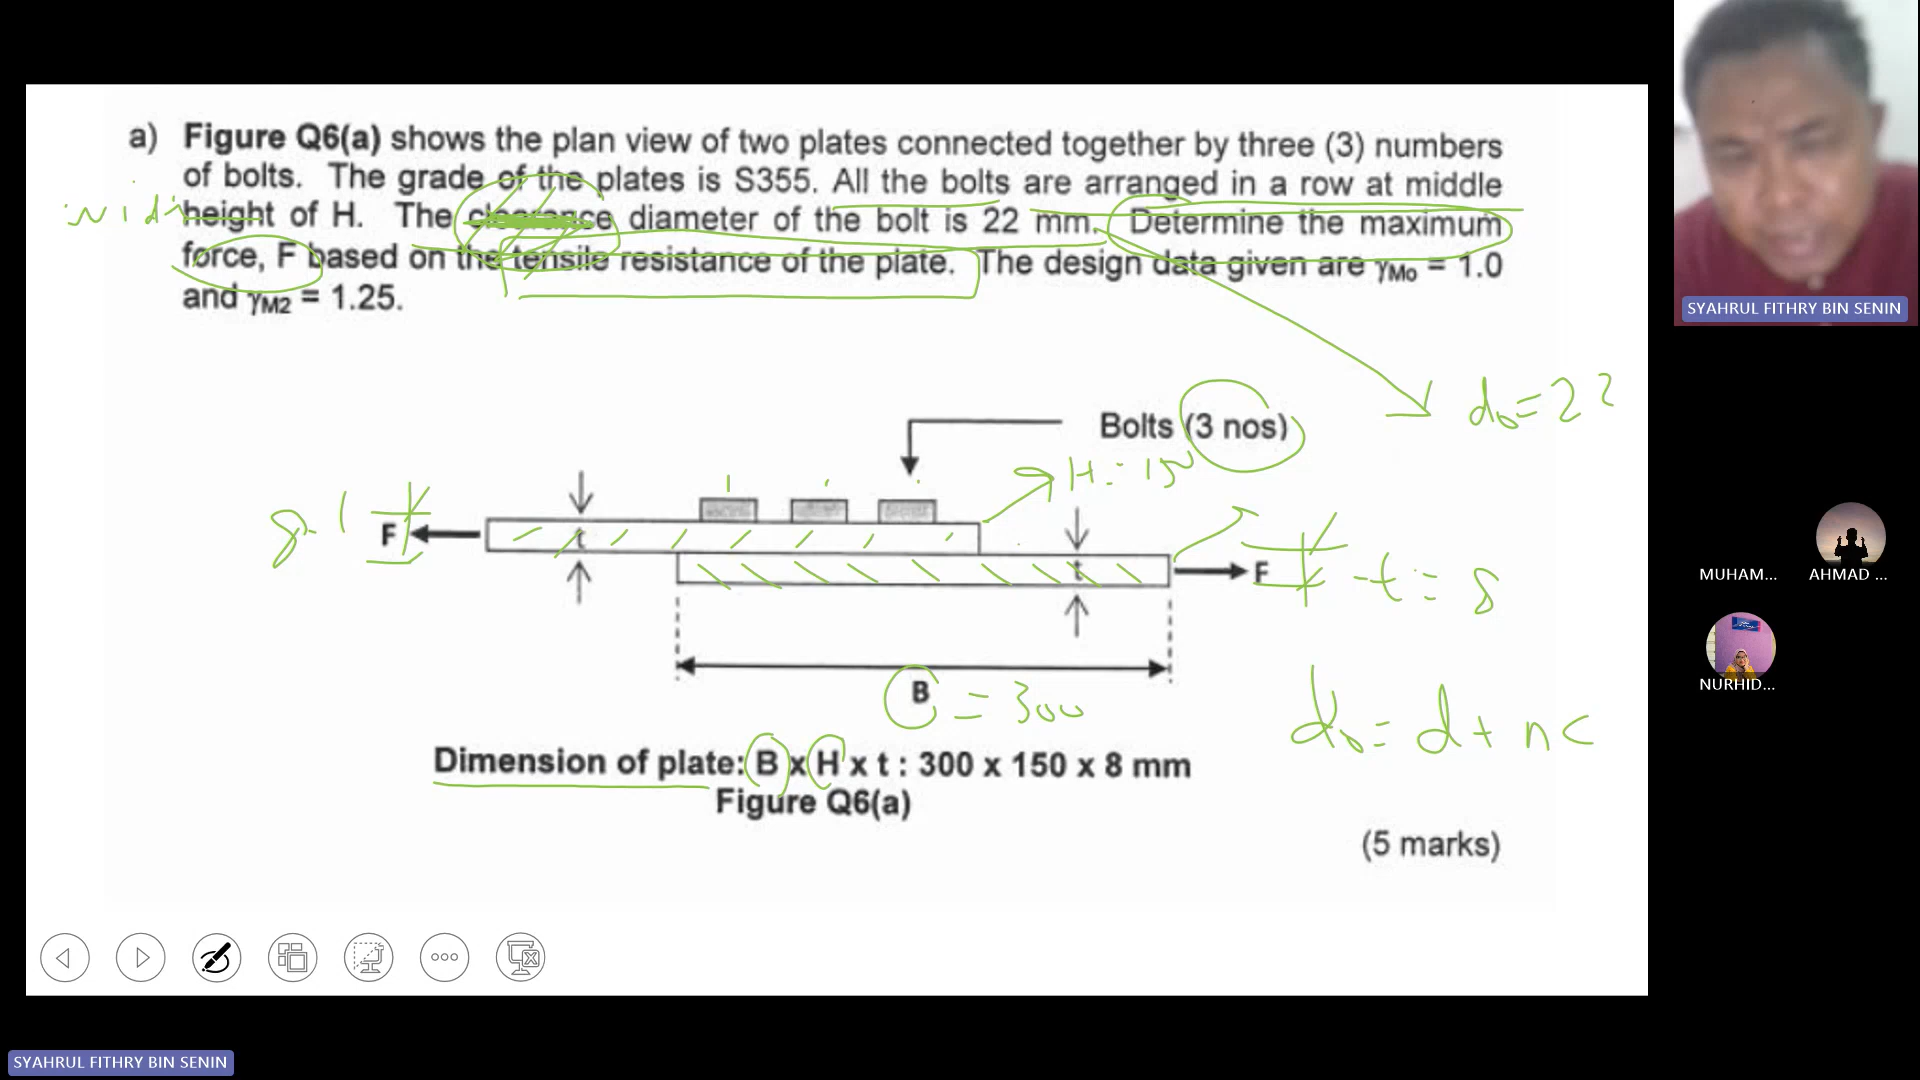 a) Figure Q6(a) shows the plan view of two plates connected together by three (3) numbers
of bolts. The grade of the plates is S355. All the bolts are arranged in a row at middle
height of H. The clearance diameter of the bolt is 22 mm. Determine the maximum
force, F based on the tensile resistance of the plate. The design data given are γM0 = 1.0
and γM2 = 1.25.
SYAHRUL FITHRY BIN SENIN
Bolts (3 nos)
F
t
t
F
t = 8
B = 300
d₀ = d + nc
Dimension of plate: B x H x t : 300 x 150 x 8 mm
Figure Q6(a)
(5 marks)
MUHAM...
AHMAD ...
NURHID...
SYAHRUL FITHRY BIN SENIN